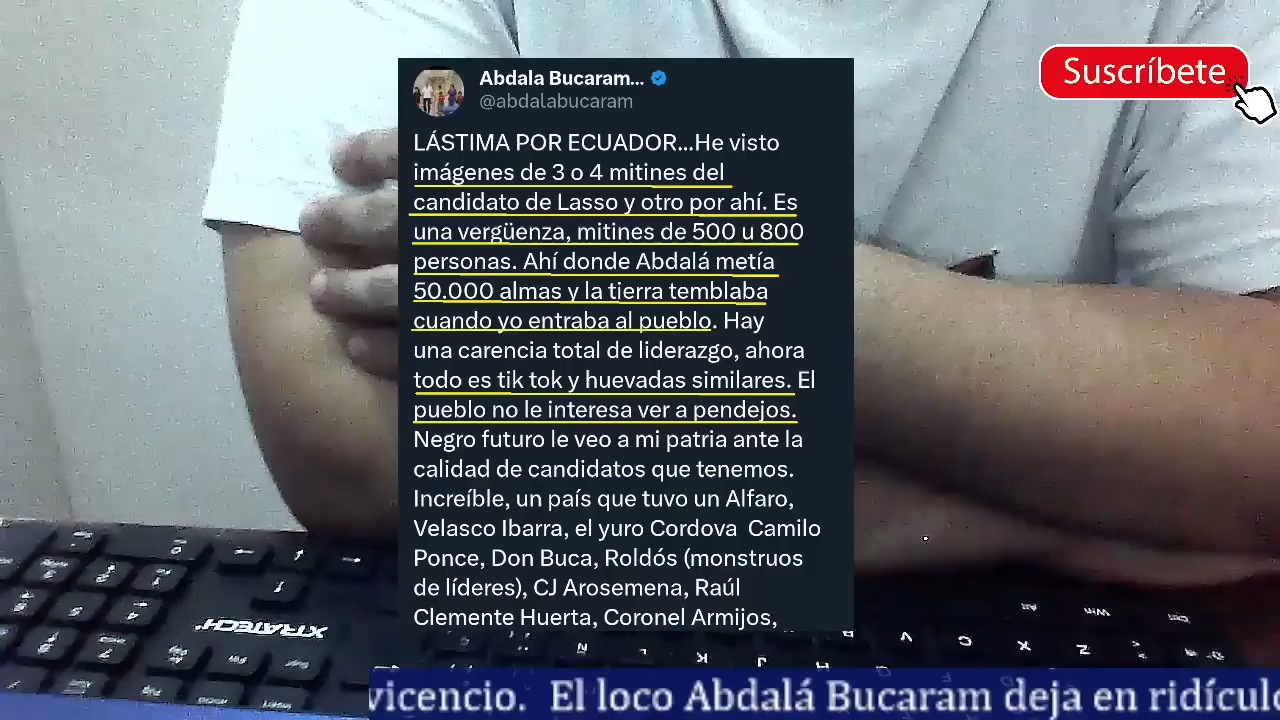 Suscríbete
Abdala Bucaram...
@abdalabucaram
LÁSTIMA POR ECUADOR...He visto
imágenes de 3 o 4 mitines del
candidato de Lasso y otro por ahí. Es
una vergüenza, mitines de 500 u 800
personas. Ahí donde Abdalá metía
50.000 almas y la tierra temblaba
cuando yo entraba al pueblo. Hay
una carencia total de liderazgo, ahora
todo es tik tok y huevadas similares. El
pueblo no le interesa ver a pendejos.
Negro futuro le veo a mi patria ante la
calidad de candidatos que tenemos.
Increíble, un país que tuvo un Alfaro,
Velasco Ibarra, el yuro Cordova Camilo
Ponce, Don Buca, Roldós (monstruos
de líderes), CJ Arosemena, Raúl
Clemente Huerta, Coronel Armijos,
XTRATECH
vicencio. El loco Abdalá Bucaram deja en ridículo